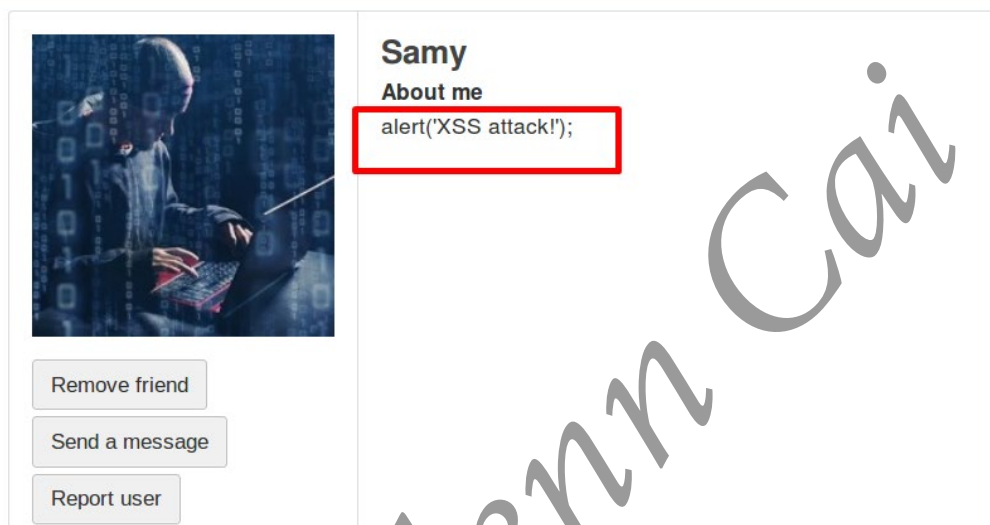 Samy
About me
alert('XSS attack!');
Remove friend
Send a message
Report user
Cai